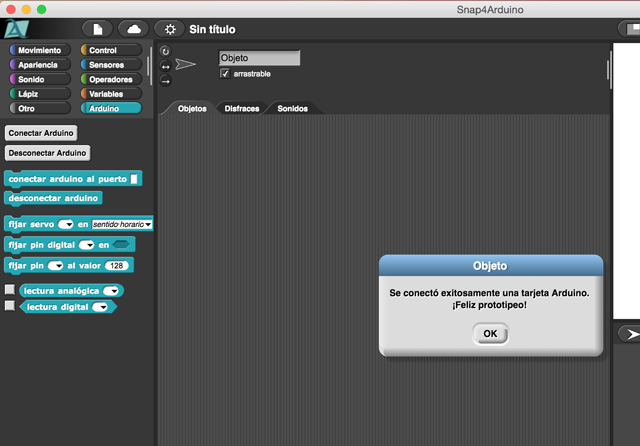 Snap4Arduino
Sin título
Movimiento
Control
Apariencia
Sensores
Sonido
Operadores
Lápiz
Variables
Otro
Arduino
Objeto
arrastrable
Objetos
Disfraces
Sonidos
Conectar Arduino
Desconectar Arduino
conectar arduino al puerto
desconectar arduino
fijar servo en sentido horario
fijar pin digital en
fijar pin al valor 128
lectura analógica
lectura digital
Objeto
Se conectó exitosamente una tarjeta Arduino.
¡Feliz prototipeo!
OK